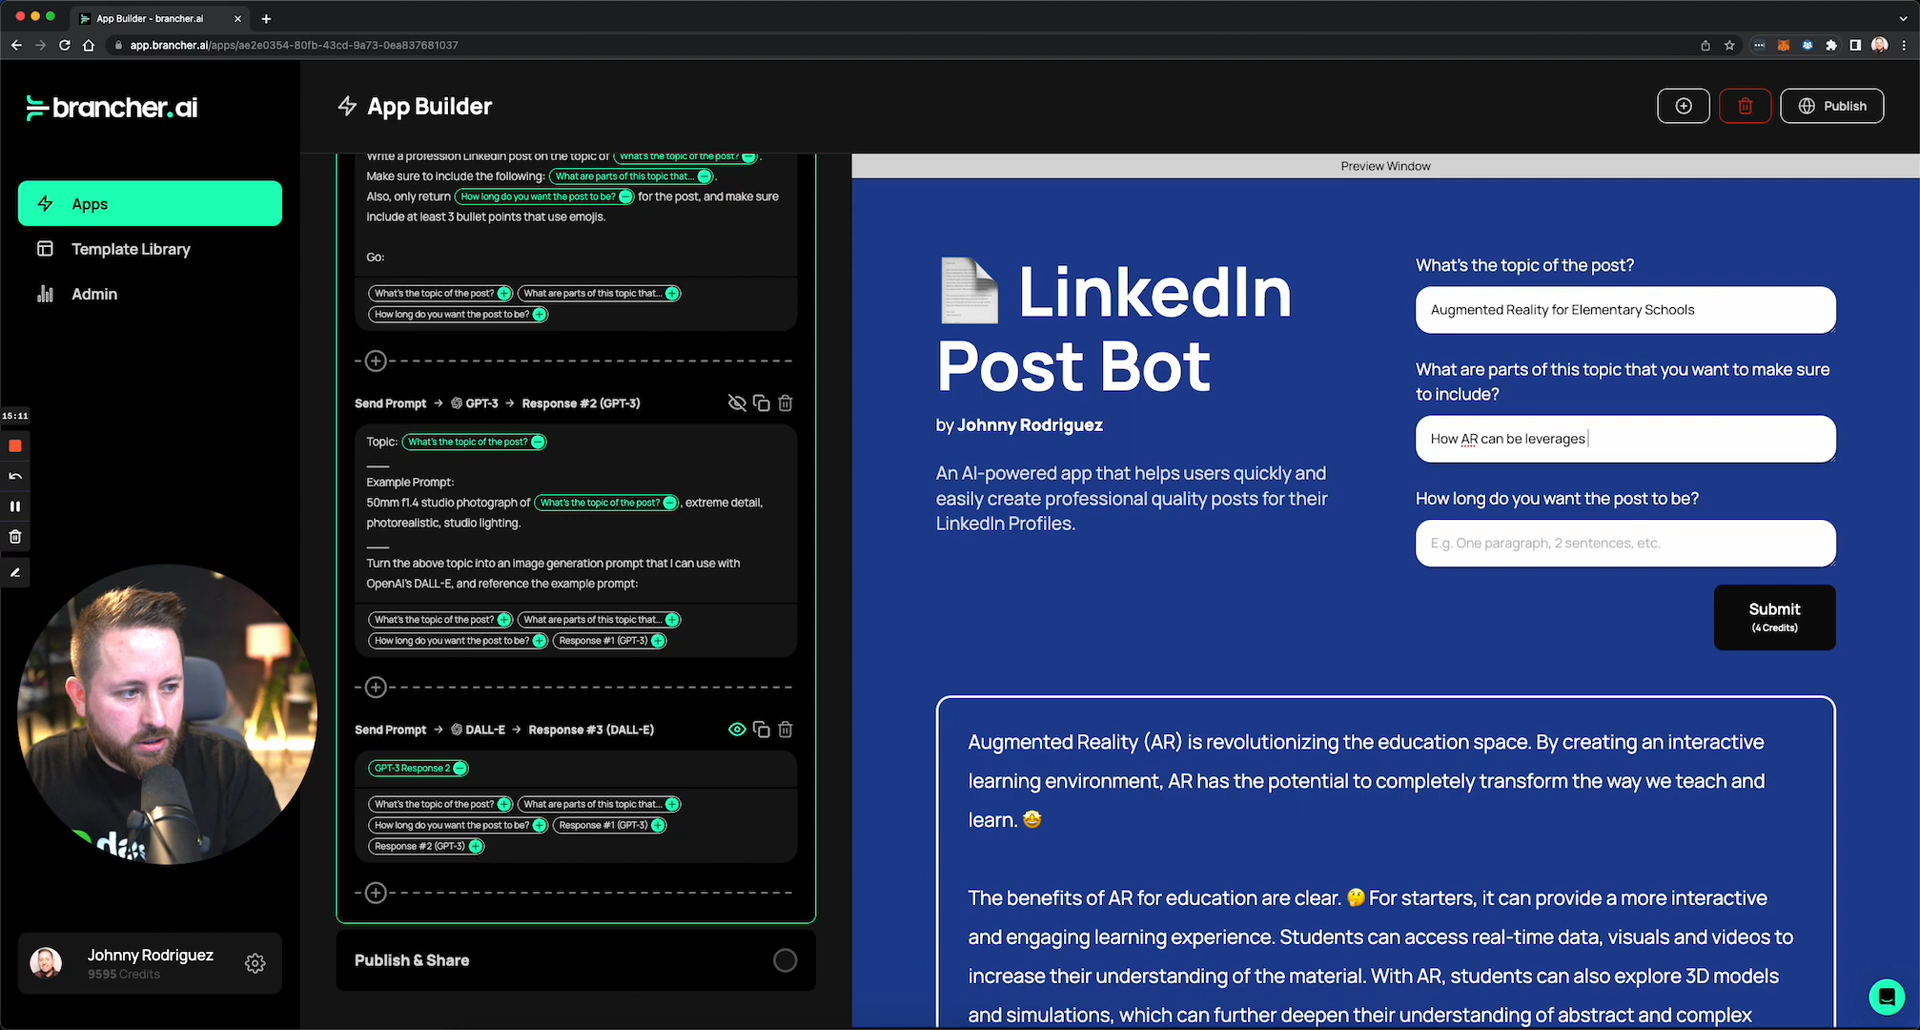 App Builder - brancher.ai
app.brancher.ai/apps/ae2e0354-80fb-43cd-9a73-0ea837681037
brancher.ai
Apps
Template Library
Admin
15:11
Johnny Rodriguez
9595 Credits
App Builder
Publish
Write a profession Linkedin post on the topic of What's the topic of the post? .
Make sure to include the following: What are parts of this topic that... .
Also, only return How long do you want the post to be? for the post, and make sure
include at least 3 bullet points that use emojis.
Go:
What's the topic of the post? What are parts of this topic that...
How long do you want the post to be?
Send Prompt → GPT-3 → Response #2 (GPT-3)
Topic: What's the topic of the post?
___
Example Prompt:
50mm f1.4 studio photograph of What's the topic of the post? , extreme detail,
photorealistic, studio lighting.
___
Turn the above topic into an image generation prompt that I can use with
OpenAI's DALL-E, and reference the example prompt:
What's the topic of the post? What are parts of this topic that...
How long do you want the post to be? Response #1 (GPT-3)
Send Prompt → DALL-E → Response #3 (DALL-E)
GPT-3 Response 2
What's the topic of the post? What are parts of this topic that...
How long do you want the post to be? Response #1 (GPT-3)
Response #2 (GPT-3)
Publish & Share
Preview Window
LinkedIn
Post Bot
by Johnny Rodriguez
An AI-powered app that helps users quickly and
easily create professional quality posts for their
LinkedIn Profiles.
What's the topic of the post?
Augmented Reality for Elementary Schools
What are parts of this topic that you want to make sure
to include?
How AR can be leverages
How long do you want the post to be?
E.g. One paragraph, 2 sentences, etc.
Submit
(4 Credits)
Augmented Reality (AR) is revolutionizing the education space. By creating an interactive
learning environment, AR has the potential to completely transform the way we teach and
learn. 🤩
The benefits of AR for education are clear. 🤔 For starters, it can provide a more interactive
and engaging learning experience. Students can access real-time data, visuals and videos to
increase their understanding of the material. With AR, students can also explore 3D models
and simulations, which can further deepen their understanding of abstract and complex